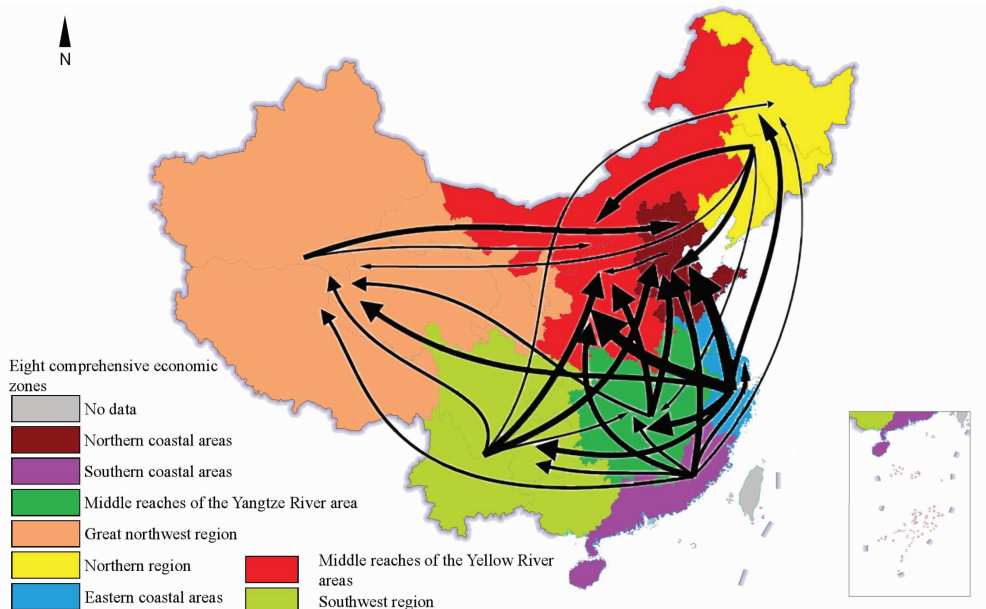 N
Eight comprehensive economic
zones
No data
Northern coastal areas
Southern coastal areas
Middle reaches of the Yangtze River area
Great northwest region
Northern region
Eastern coastal areas
Middle reaches of the Yellow River
areas
Southwest region